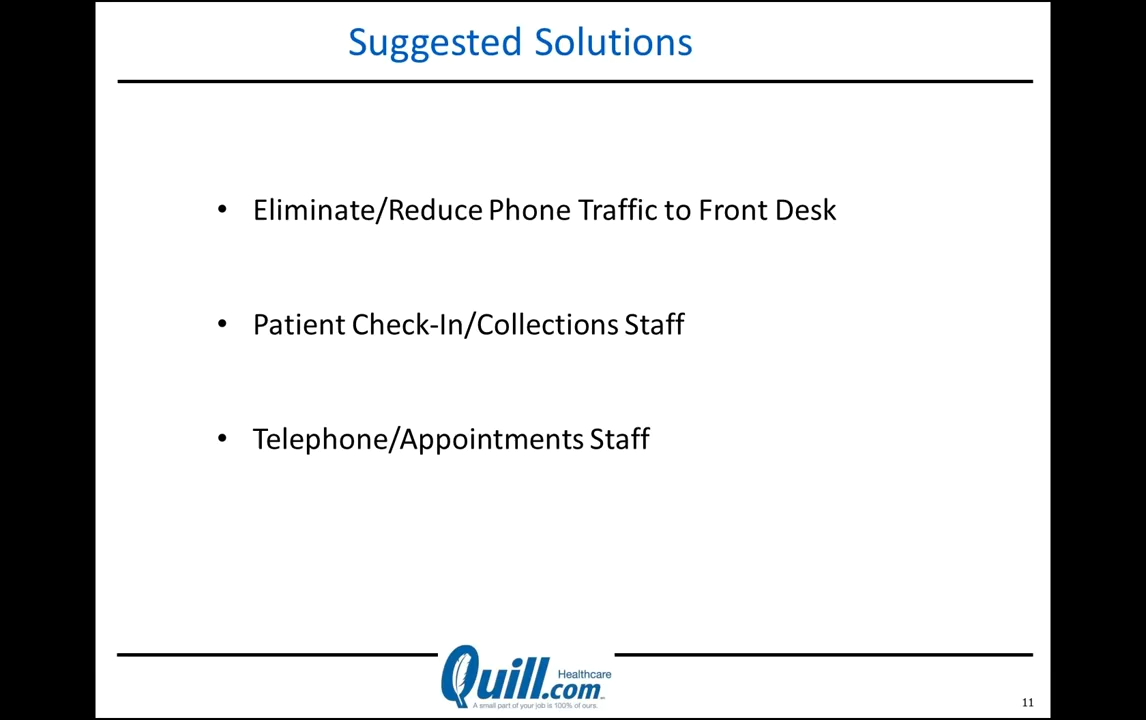 Suggested Solutions
• Eliminate/Reduce Phone Traffic to Front Desk
• Patient Check-In/Collections Staff
• Telephone/Appointments Staff
Quill.com Healthcare
A small part of your job is 100% of ours.
11